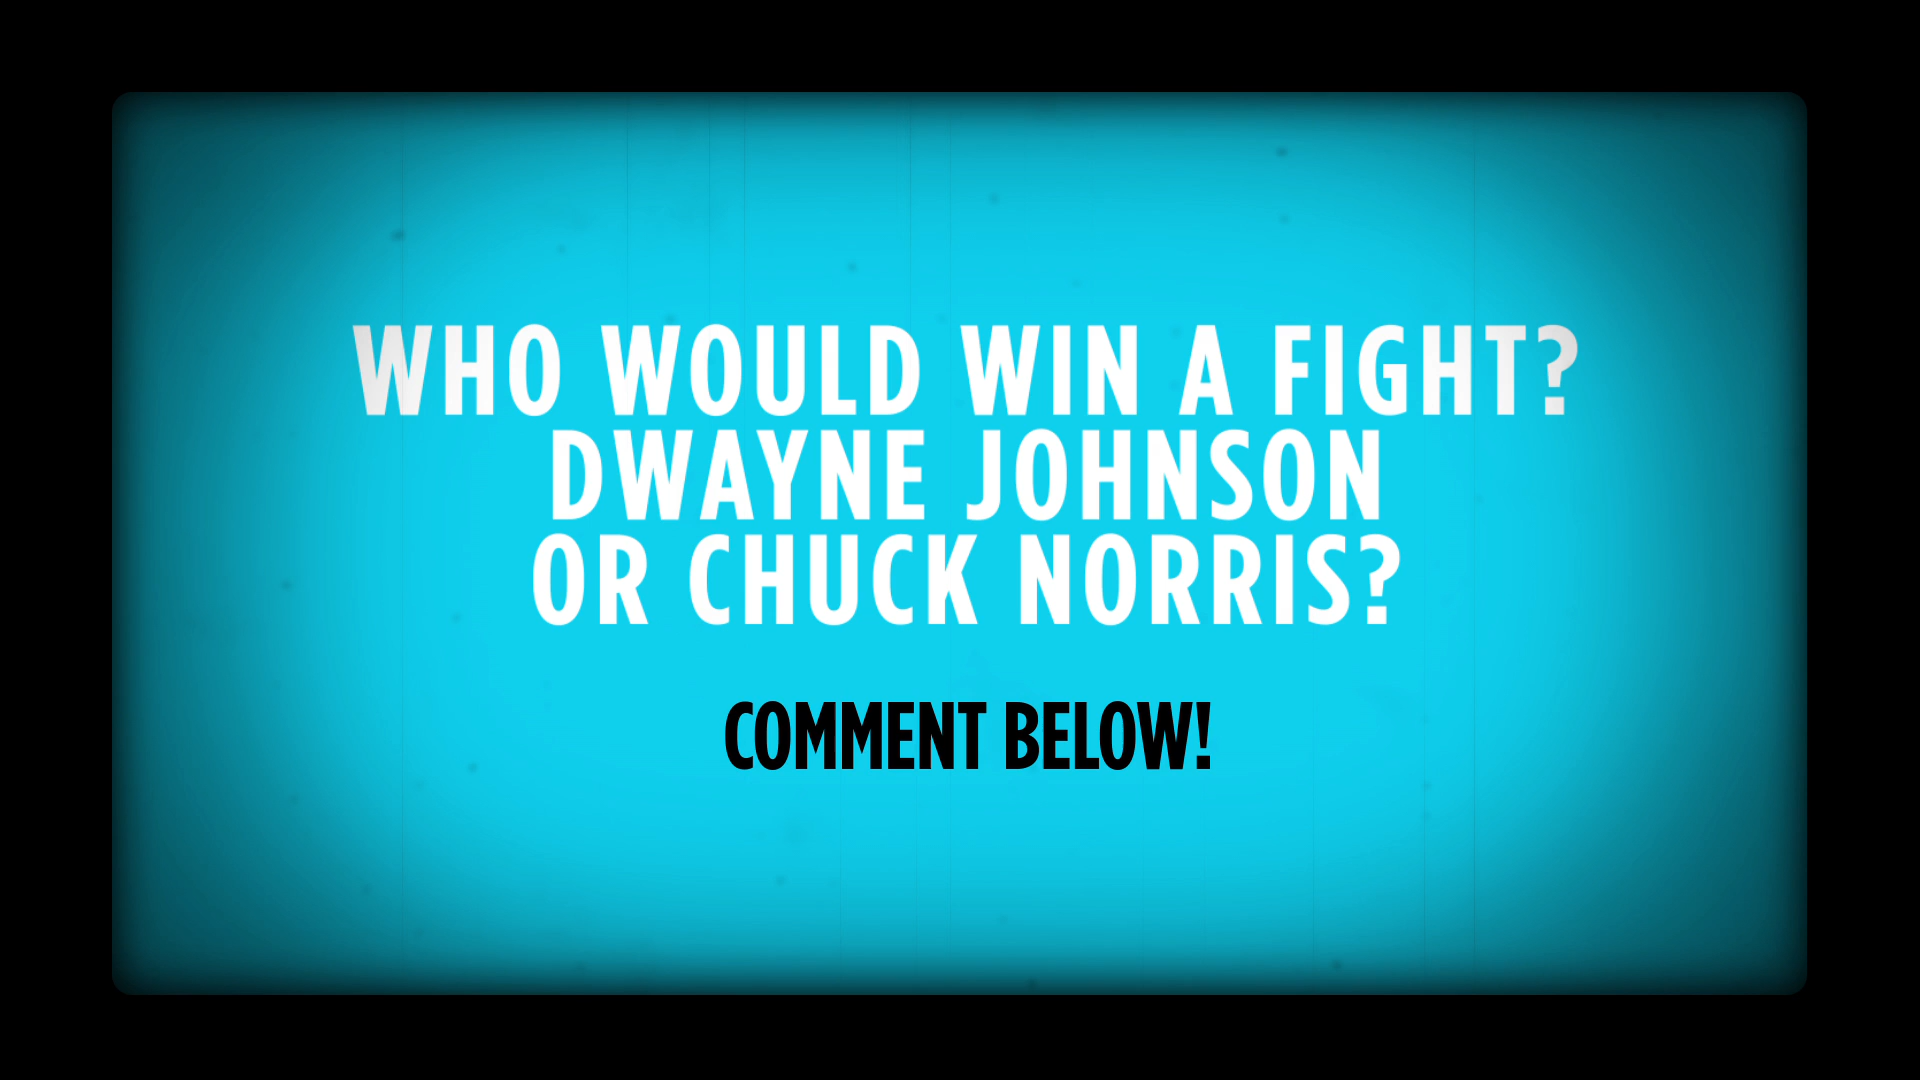 WHO WOULD WIN A FIGHT?
DWAYNE JOHNSON
OR CHUCK NORRIS?
COMMENT BELOW!